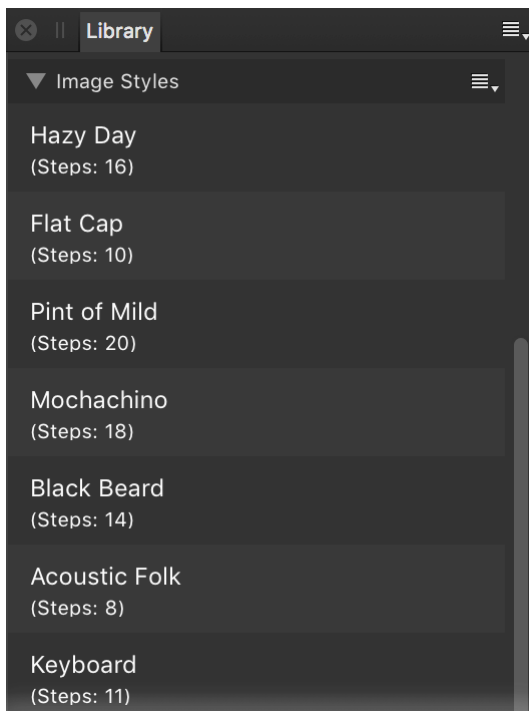 Library
Image Styles
Hazy Day
(Steps: 16)
Flat Cap
(Steps: 10)
Pint of Mild
(Steps: 20)
Mochachino
(Steps: 18)
Black Beard
(Steps: 14)
Acoustic Folk
(Steps: 8)
Keyboard
(Steps: 11)